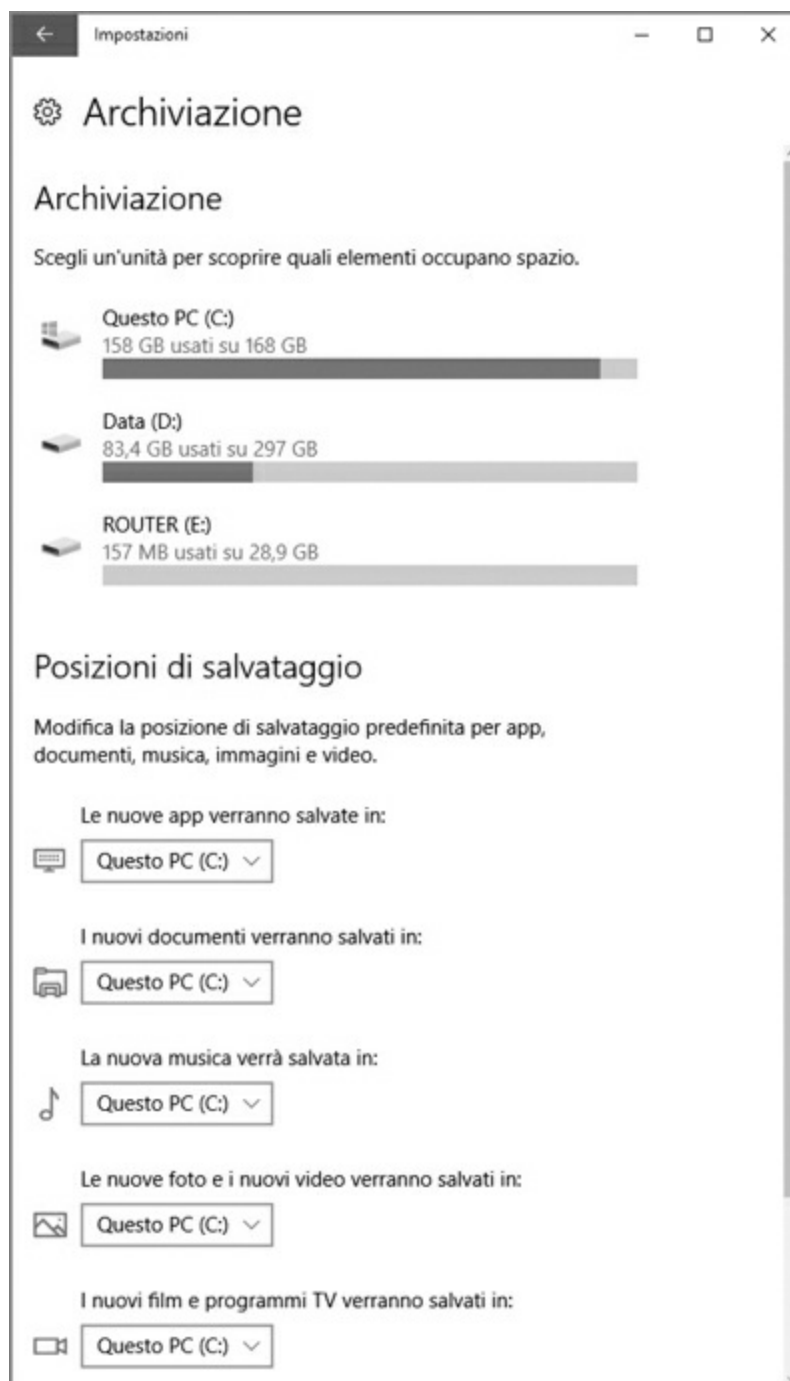 Impostazioni
Archiviazione
Archiviazione
Scegli un'unità per scoprire quali elementi occupano spazio.
Questo PC (C:)
158 GB usati su 168 GB
Data (D:)
83,4 GB usati su 297 GB
ROUTER (E:)
157 MB usati su 28,9 GB
Posizioni di salvataggio
Modifica la posizione di salvataggio predefinita per app,
documenti, musica, immagini e video.
Le nuove app verranno salvate in:
Questo PC (C:)
I nuovi documenti verranno salvati in:
Questo PC (C:)
La nuova musica verrà salvata in:
Questo PC (C:)
Le nuove foto e i nuovi video verranno salvati in:
Questo PC (C:)
I nuovi film e programmi TV verranno salvati in:
Questo PC (C:)